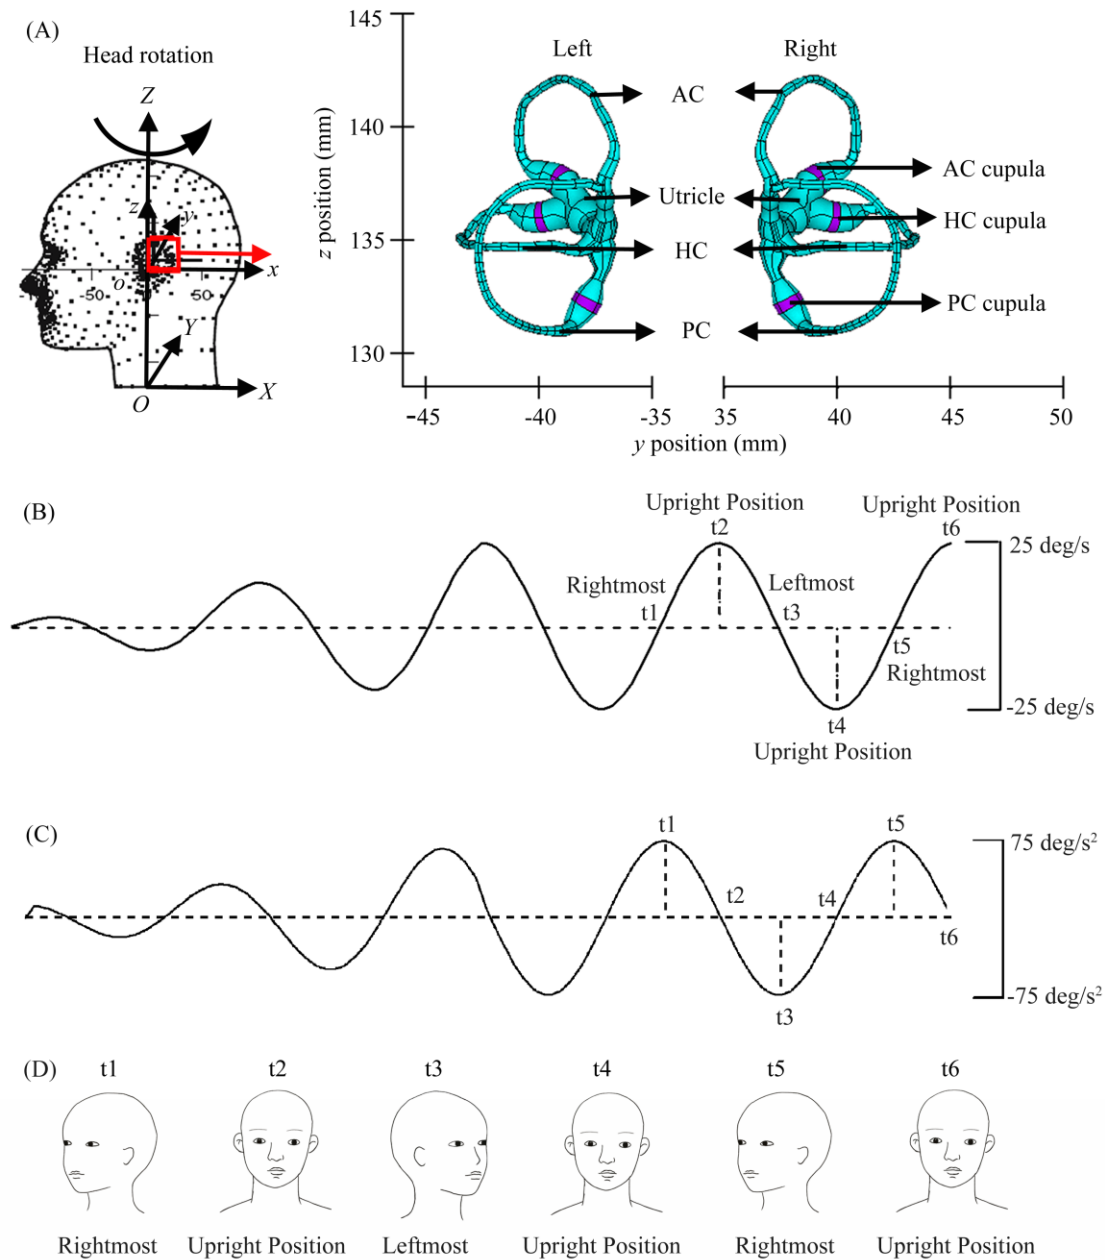 (A)
Head rotation
Z
z
y
x
o
-100
-50
0
50
Y
X
O
145
140
135
130
z position (mm)
Left
Right
AC
AC cupula
Utricle
HC cupula
HC
PC cupula
PC
-45
-40
-35
35
40
45
50
y position (mm)
(B)
Upright Position
t2
Upright Position
t6
25 deg/s
Rightmost
t1
Leftmost
t3
t5
Rightmost
-25 deg/s
t4
Upright Position
(C)
t1
t5
75 deg/s²
t2
t4
t6
-75 deg/s²
t3
(D)
t1 t2 t3 t4 t5 t6
Rightmost Upright Position Leftmost Upright Position Rightmost Upright Position